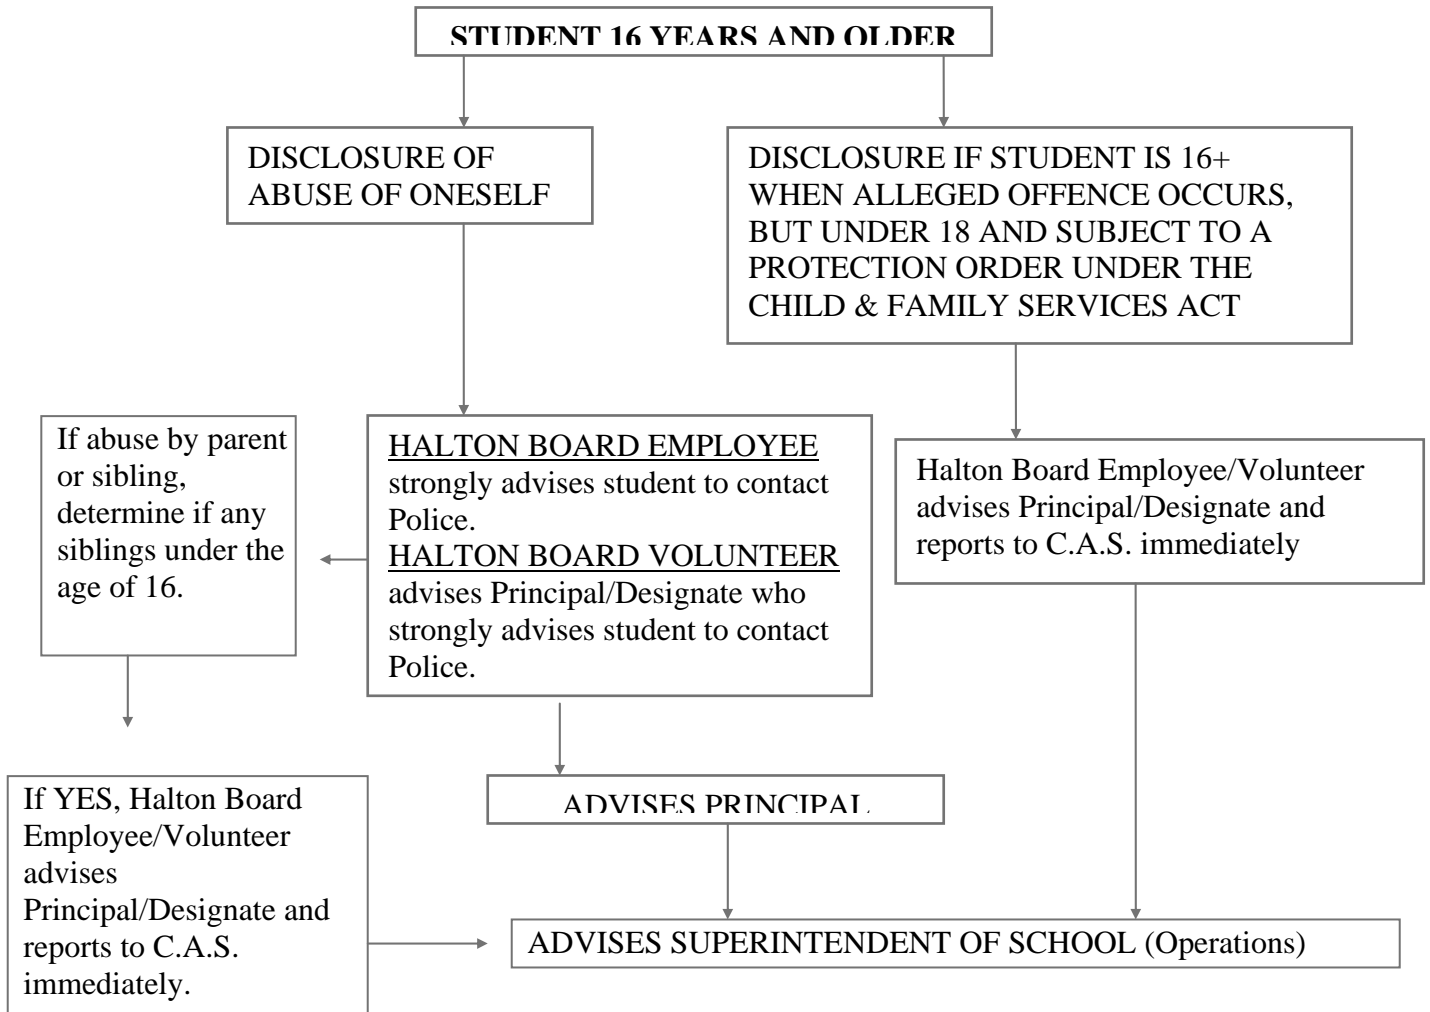 STUDENT 16 YEARS AND OLDER
DISCLOSURE OF
ABUSE OF ONESELF
DISCLOSURE IF STUDENT IS 16+
WHEN ALLEGED OFFENCE OCCURS,
BUT UNDER 18 AND SUBJECT TO A
PROTECTION ORDER UNDER THE
CHILD & FAMILY SERVICES ACT
If abuse by parent
or sibling,
determine if any
siblings under the
age of 16.
HALTON BOARD EMPLOYEE
strongly advises student to contact
Police.
HALTON BOARD VOLUNTEER
advises Principal/Designate who
strongly advises student to contact
Police.
Halton Board Employee/Volunteer
advises Principal/Designate and
reports to C.A.S. immediately
If YES, Halton Board
Employee/Volunteer
advises
Principal/Designate and
reports to C.A.S.
immediately.
ADVISES PRINCIPAL
ADVISES SUPERINTENDENT OF SCHOOL (Operations)